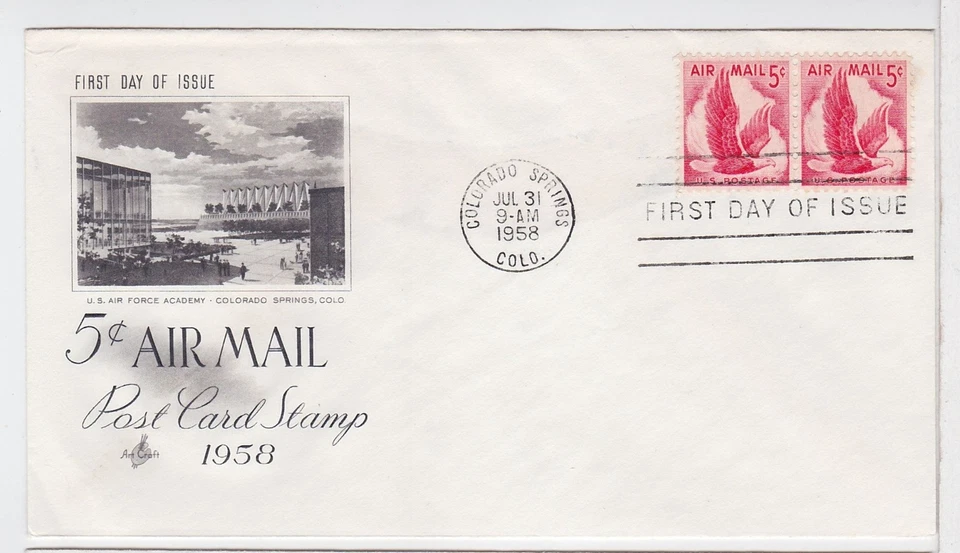 FIRST DAY OF ISSUE
U.S. AIR FORCE ACADEMY · COLORADO SPRINGS, COLO
5¢ AIR MAIL
Post Card Stamp
1958
Art Craft
COLORADO SPRINGS
JUL 31
9-AM
1958
COLO.
AIR MAIL 5¢
U.S. POSTAGE
AIR MAIL 5¢
U.S. POSTAGE
FIRST DAY OF ISSUE